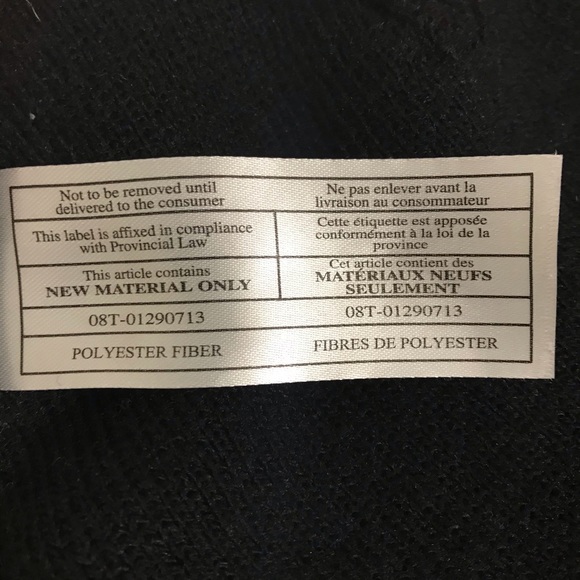 Not to be removed until
delivered to the consumer
Ne pas enlever avant la
livraison au consommateur
This label is affixed in compliance
with Provincial Law
Cette étiquette est apposée
conformément à la loi de la
province
This article contains
NEW MATERIAL ONLY
Cet article contient des
MATÉRIAUX NEUFS
SEULEMENT
08T-01290713
08T-01290713
POLYESTER FIBER
FIBRES DE POLYESTER